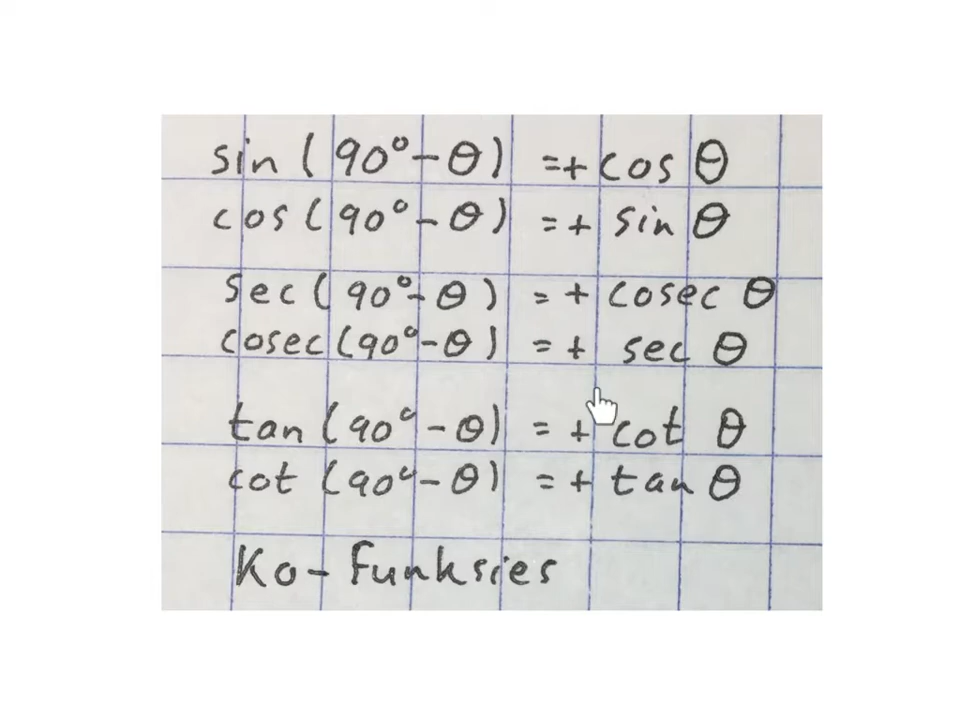 sin(90°-θ) =+cos θ
cos(90°-θ) =+ sin θ
sec(90°-θ) = + cosec θ
cosec(90°-θ) = + sec θ
tan(90°-θ) = + cot θ
cot(90°-θ) = + tan θ
Ko-funksies